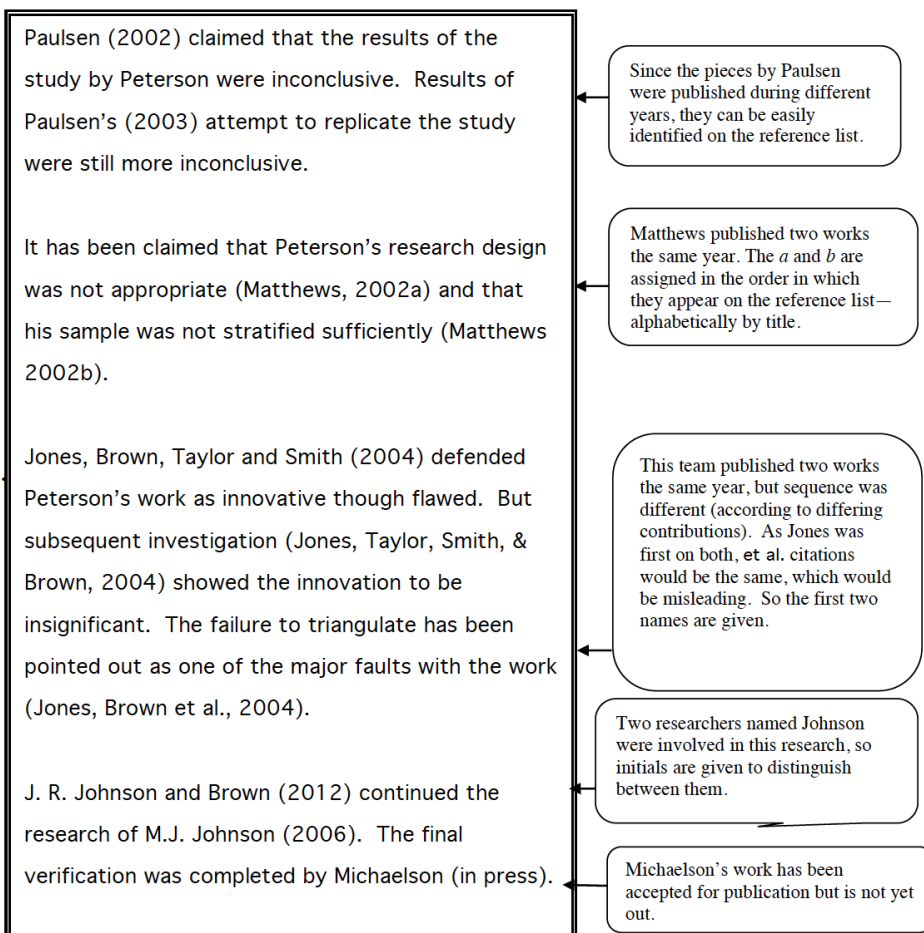 Paulsen (2002) claimed that the results of the
study by Peterson were inconclusive.  Results of
Paulsen's (2003) attempt to replicate the study
were still more inconclusive.
Since the pieces by Paulsen
were published during different
years, they can be easily
identified on the reference list.
It has been claimed that Peterson's research design
was not appropriate (Matthews, 2002a) and that
his sample was not stratified sufficiently (Matthews
2002b).
Matthews published two works
the same year. The a and b are
assigned in the order in which
they appear on the reference list—
alphabetically by title.
Jones, Brown, Taylor and Smith (2004) defended
Peterson's work as innovative though flawed.  But
subsequent investigation (Jones, Taylor, Smith, &
Brown, 2004) showed the innovation to be
insignificant.  The failure to triangulate has been
pointed out as one of the major faults with the work
(Jones, Brown et al., 2004).
This team published two works
the same year, but sequence was
different (according to differing
contributions).  As Jones was
first on both, et al. citations
would be the same, which would
be misleading.  So the first two
names are given.
J. R. Johnson and Brown (2012) continued the
research of M.J. Johnson (2006).  The final
verification was completed by Michaelson (in press).
Two researchers named Johnson
were involved in this research, so
initials are given to distinguish
between them.
Michaelson's work has been
accepted for publication but is not yet
out.